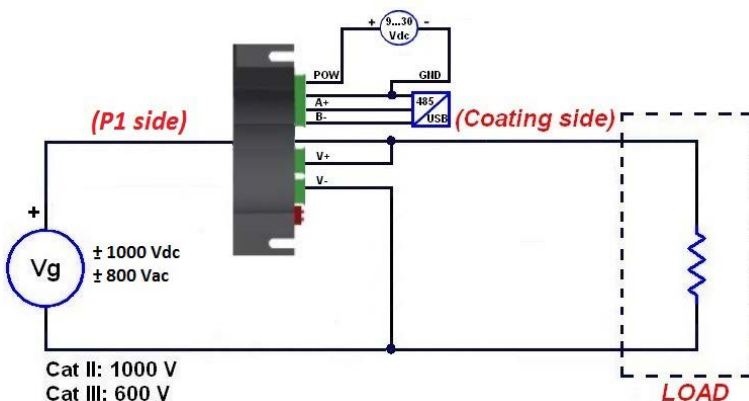 + 9...30 -
Vdc
POW
GND
A+
485
B-
USB
(P1 side)
(Coating side)
V+
V-
+
Vg
± 1000 Vdc
± 800 Vac
Cat II: 1000 V
Cat III: 600 V
LOAD